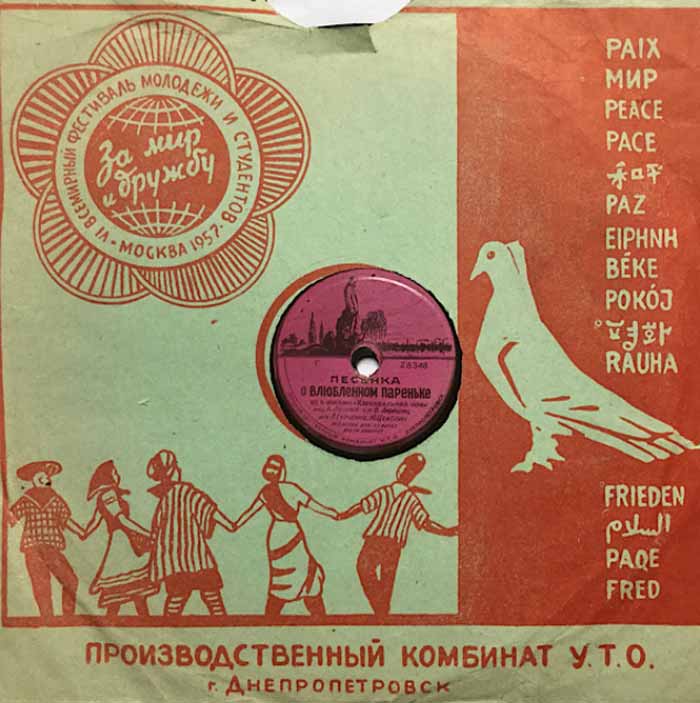 VI ВСЕМИРНЫЙ ФЕСТИВАЛЬ МОЛОДЕЖИ И СТУДЕНТОВ
• МОСКВА 1957 •
За мир
и дружбу
PAIX
МИР
PEACE
PACE
和平
PAZ
ΕΙΡΗΝΗ
BÉKE
POKÓJ
평화
RAUHA
FRIEDEN
السلام
PAQE
FRED
Г
28348
ПЕСЕНКА
О ВЛЮБЛЕННОМ ПАРЕНЬКЕ
ПРОИЗВОДСТВЕННЫЙ КОМБИНАТ У.Т.О.
г. ДНЕПРОПЕТРОВСК